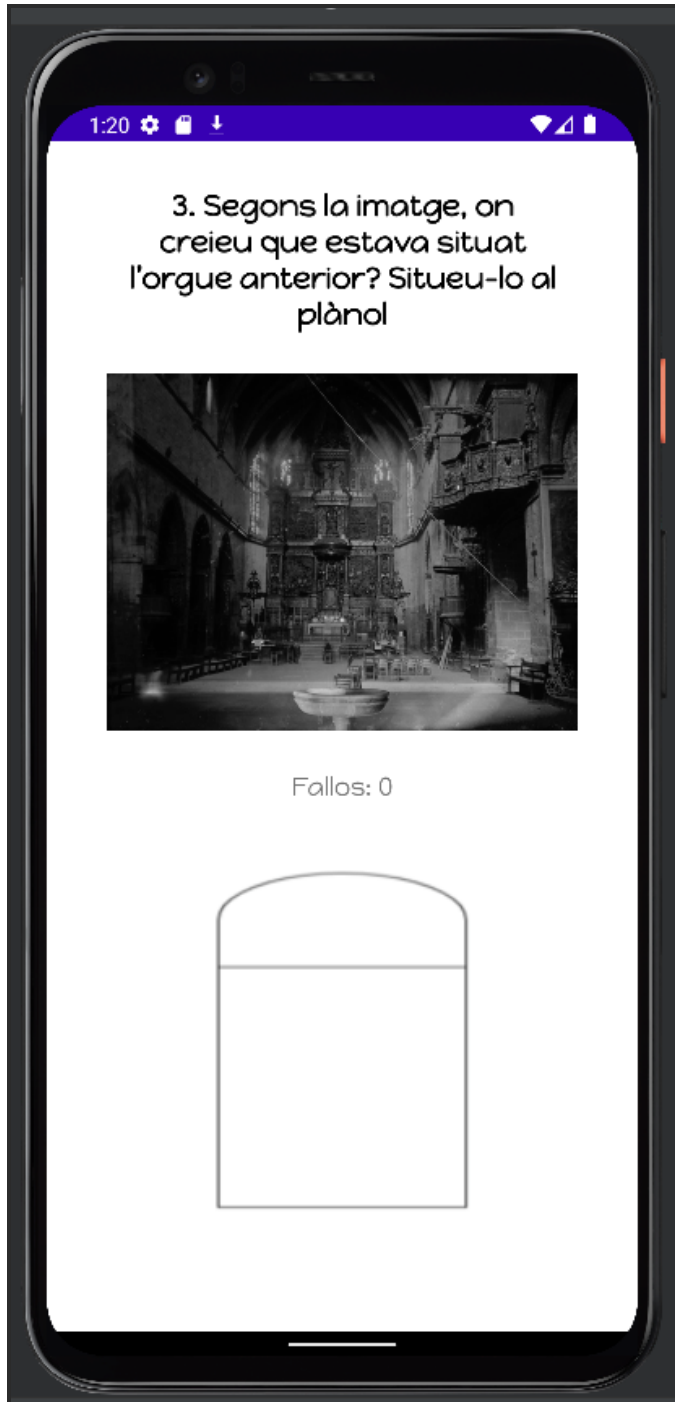 1:20
3. Segons la imatge, on
creieu que estava situat
l'orgue anterior? Situeu-lo al
plànol
Fallos: 0